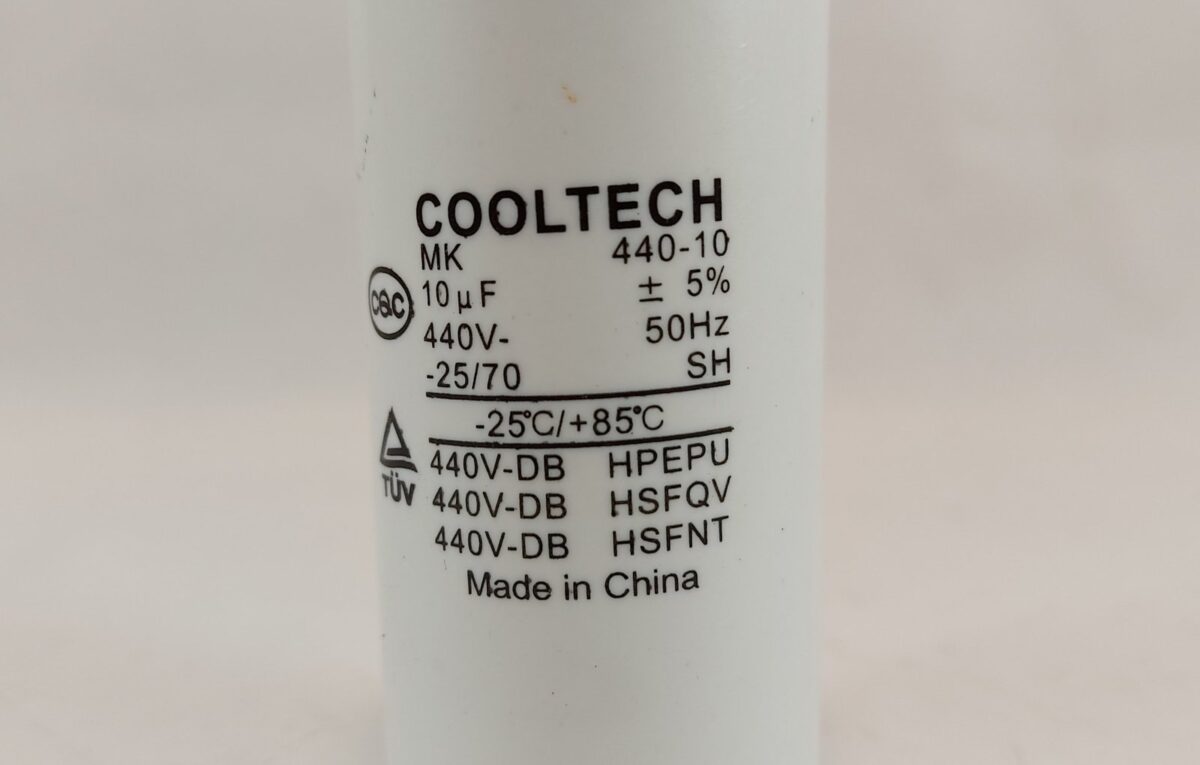 COOLTECH
MK 440-10
10 µF ± 5%
440V- 50Hz
-25/70 SH
-25°C/+85°C
440V-DB HPEPU
440V-DB HSFQV
440V-DB HSFNT
Made in China
cqc
TÜV